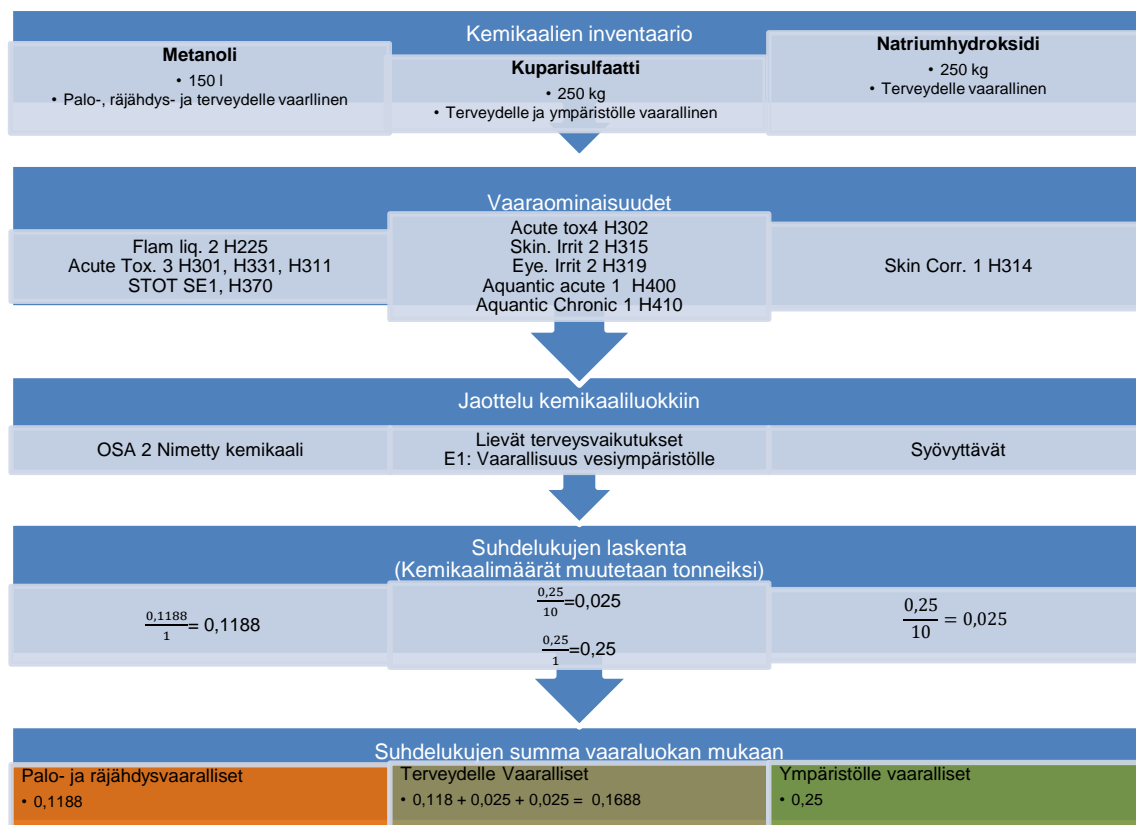 Kemikaalien inventaario
Metanoli
• 150 l
• Palo-, räjähdys- ja terveydelle vaarllinen
Kuparisulfaatti
• 250 kg
• Terveydelle ja ympäristölle vaarallinen
Natriumhydroksidi
• 250 kg
• Terveydelle vaarallinen
Vaaraominaisuudet
Flam liq. 2 H225
Acute Tox. 3 H301, H331, H311
STOT SE1, H370
Acute tox4 H302
Skin. Irrit 2 H315
Eye. Irrit 2 H319
Aquantic acute 1 H400
Aquantic Chronic 1 H410
Skin Corr. 1 H314
Jaottelu kemikaaliluokkiin
OSA 2 Nimetty kemikaali
Lievät terveysvaikutukset
E1: Vaarallisuus vesiympäristölle
Syövyttävät
Suhdelukujen laskenta
(Kemikaalimäärät muutetaan tonneiksi)
0,1188/1 = 0,1188
0,25/10=0,025
0,25/1=0,25
0,25/10 = 0,025
Suhdelukujen summa vaaraluokan mukaan
Palo- ja räjähdysvaaralliset
• 0,1188
Terveydelle Vaaralliset
• 0,118 + 0,025 + 0,025 = 0,1688
Ympäristölle vaaralliset
• 0,25